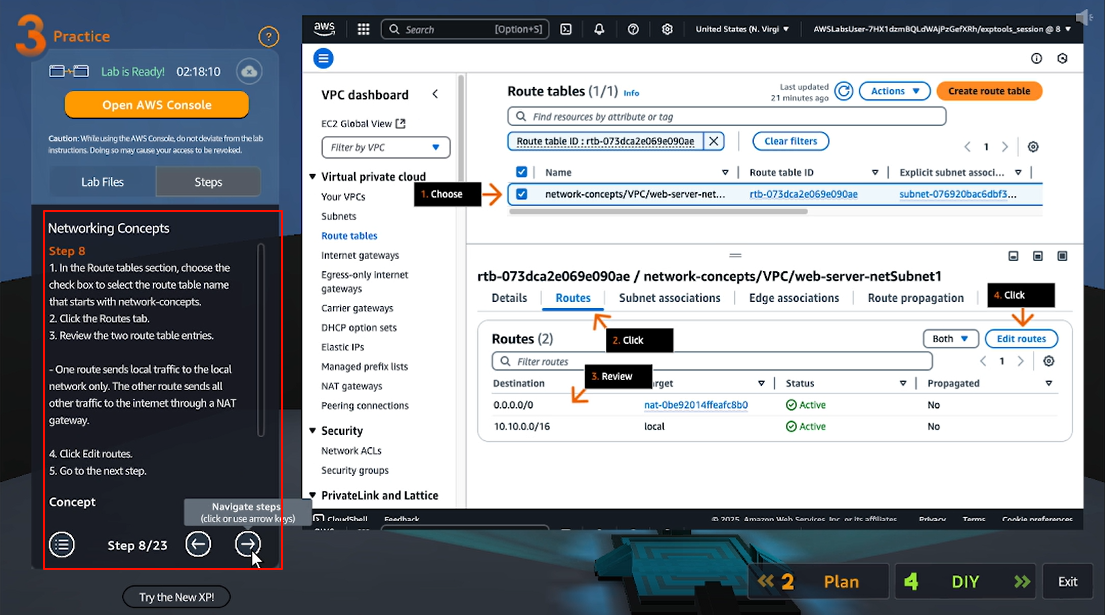 3 Practice
?
Lab is Ready! 02:18:10
Open AWS Console
Caution: While using the AWS Console, do not deviate from the lab
instructions. Doing so may cause your access to be revoked.
Lab Files Steps
Networking Concepts
Step 8
1. In the Route tables section, choose the
check box to select the route table name
that starts with network-concepts.
2. Click the Routes tab.
3. Review the two route table entries.
- One route sends local traffic to the local
network only. The other route sends all
other traffic to the internet through a NAT
gateway.
4. Click Edit routes.
5. Go to the next step.
Concept
Navigate steps
(click or use arrow keys)
Step 8/23
Try the New XP!
aws Search [Option+S] United States (N. Virgi AWSLabsUser-7HX1dzmBQLdWAjPzGefXRh/exptools_session @ 8
VPC dashboard
EC2 Global View
Filter by VPC
Virtual private cloud
Your VPCs
Subnets
Route tables
Internet gateways
Egress-only internet
gateways
Carrier gateways
DHCP option sets
Elastic IPs
Managed prefix lists
NAT gateways
Peering connections
Security
Network ACLs
Security groups
PrivateLink and Lattice
Route tables (1/1) Info
Last updated
21 minutes ago
Actions
Create route table
Find resources by attribute or tag
Route table ID : rtb-073dca2e069e090ae
Clear filters
1
Name Route table ID Explicit subnet associ...
1. Choose
network-concepts/VPC/web-server-net... rtb-073dca2e069e090ae subnet-076920bac6dbf3...
rtb-073dca2e069e090ae / network-concepts/VPC/web-server-netSubnet1
Details Routes Subnet associations Edge associations Route propagation
4. Click
Routes (2)
2. Click
Both
Edit routes
Filter routes
1
3. Review
Destination arget Status Propagated
0.0.0.0/0 nat-0be92014ffeafc8b0 Active No
10.10.0.0/16 local Active No
CloudShell Feedback © 2025, Amazon Web Services, Inc. or its affiliates. Privacy Terms Cookie preferences
2 Plan
4 DIY
Exit